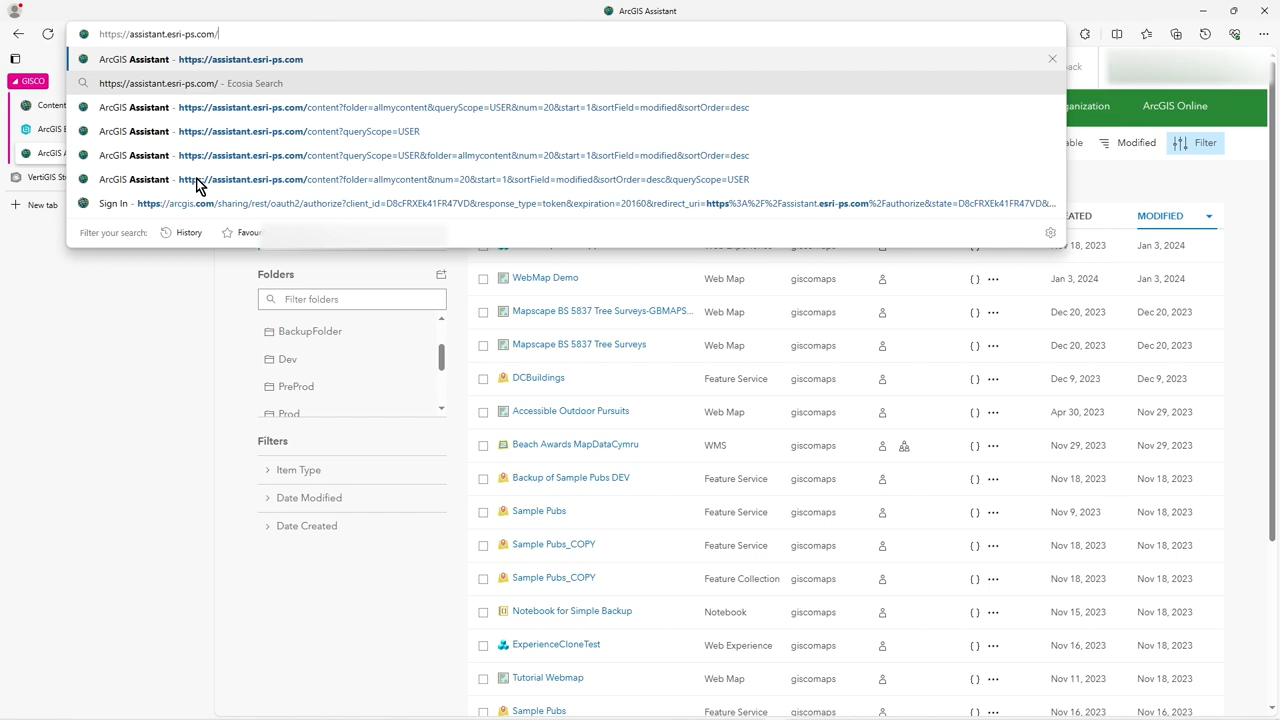 ArcGIS Assistant
https://assistant.esri-ps.com/
ArcGIS Assistant - https://assistant.esri-ps.com
https://assistant.esri-ps.com/ - Ecosia Search
ArcGIS Assistant - https://assistant.esri-ps.com/content?folder=allmycontent&queryScope=USER&num=20&start=1&sortField=modified&sortOrder=desc
ArcGIS Assistant - https://assistant.esri-ps.com/content?queryScope=USER
ArcGIS Assistant - https://assistant.esri-ps.com/content?queryScope=USER&folder=allmycontent&num=20&start=1&sortField=modified&sortOrder=desc
ArcGIS Assistant - https://assistant.esri-ps.com/content?folder=allmycontent&num=20&start=1&sortField=modified&sortOrder=desc&queryScope=USER
Sign In - https://arcgis.com/sharing/rest/oauth2/authorize?client_id=D8cFRXEk41FR47VD&response_type=token&expiration=20160&redirect_uri=https%3A%2F%2Fassistant.esri-ps.com%2Fauthorize&state=D8cFRXEk41FR47VD&...
Filter your search: History Favou
GISCO
Content
ArcGIS E
ArcGIS A
VertiGIS St
New tab
ack
ganization ArcGIS Online
able Modified Filter
EATED MODIFIED
18, 2023 Jan 3, 2024
Folders
Filter folders
BackupFolder
Dev
PreProd
Prod
Filters
Item Type
Date Modified
Date Created
WebMap Demo Web Map giscomaps { } ... Jan 3, 2024 Jan 3, 2024
Mapscape BS 5837 Tree Surveys-GBMAPS... Web Map giscomaps { } ... Dec 20, 2023 Dec 20, 2023
Mapscape BS 5837 Tree Surveys Web Map giscomaps { } ... Dec 20, 2023 Dec 20, 2023
DCBuildings Feature Service giscomaps { } ... Dec 9, 2023 Dec 9, 2023
Accessible Outdoor Pursuits Web Map giscomaps { } ... Apr 30, 2023 Nov 29, 2023
Beach Awards MapDataCymru WMS giscomaps { } ... Nov 29, 2023 Nov 29, 2023
Backup of Sample Pubs DEV Feature Service giscomaps { } ... Nov 18, 2023 Nov 18, 2023
Sample Pubs Feature Service giscomaps { } ... Nov 9, 2023 Nov 18, 2023
Sample Pubs_COPY Feature Service giscomaps { } ... Nov 18, 2023 Nov 18, 2023
Sample Pubs_COPY Feature Collection giscomaps { } ... Nov 18, 2023 Nov 18, 2023
Notebook for Simple Backup Notebook giscomaps { } ... Nov 15, 2023 Nov 18, 2023
ExperienceCloneTest Web Experience giscomaps { } ... Nov 16, 2023 Nov 18, 2023
Tutorial Webmap Web Map giscomaps { } ... Nov 11, 2023 Nov 18, 2023
Sample Pubs Feature Service giscomaps { } ... Nov 16, 2023 Nov 16, 2023